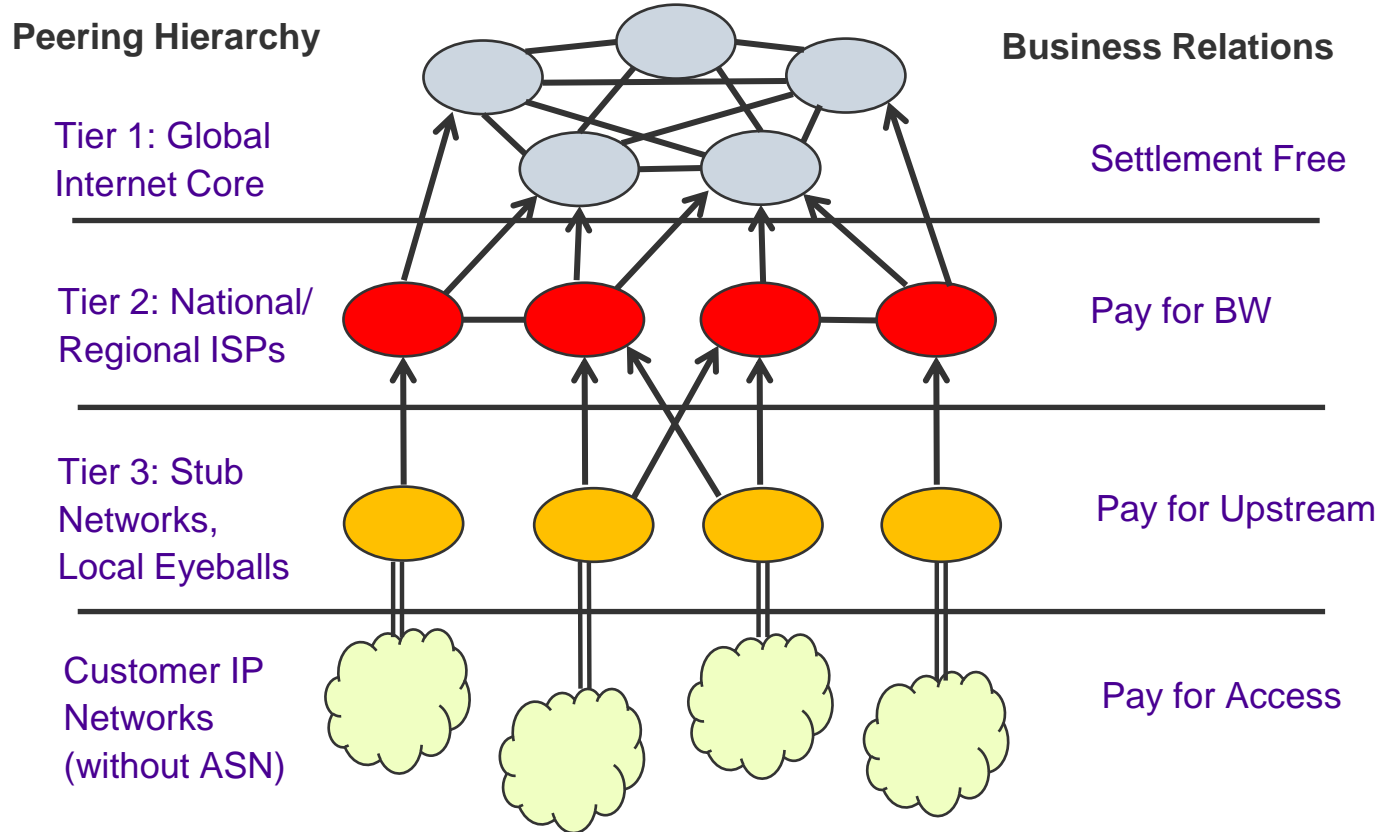 Peering Hierarchy
Business Relations
Tier 1: Global
Internet Core
Settlement Free
Tier 2: National/
Regional ISPs
Pay for BW
Tier 3: Stub
Networks,
Local Eyeballs
Pay for Upstream
Customer IP
Networks
(without ASN)
Pay for Access